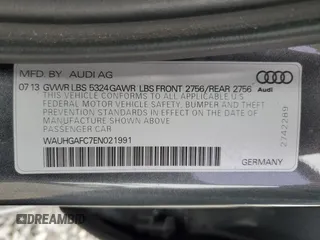 MFD. BY AUDI AG
07 13 GVWR LBS 5324 GAWR LBS FRONT 2756/REAR 2756
THIS VEHICLE CONFORMS TO ALL APPLICABLE U.S
FEDERAL MOTOR VEHICLE SAFETY, BUMPER AND THEFT
PREVENTION STANDARDS IN EFFECT ON THE DATE OF
MANUFACTURE SHOWN ABOVE
PASSENGER CAR
WAUHGAFC7EN021991
GERMANY
Audi
2742289
DREAMBID